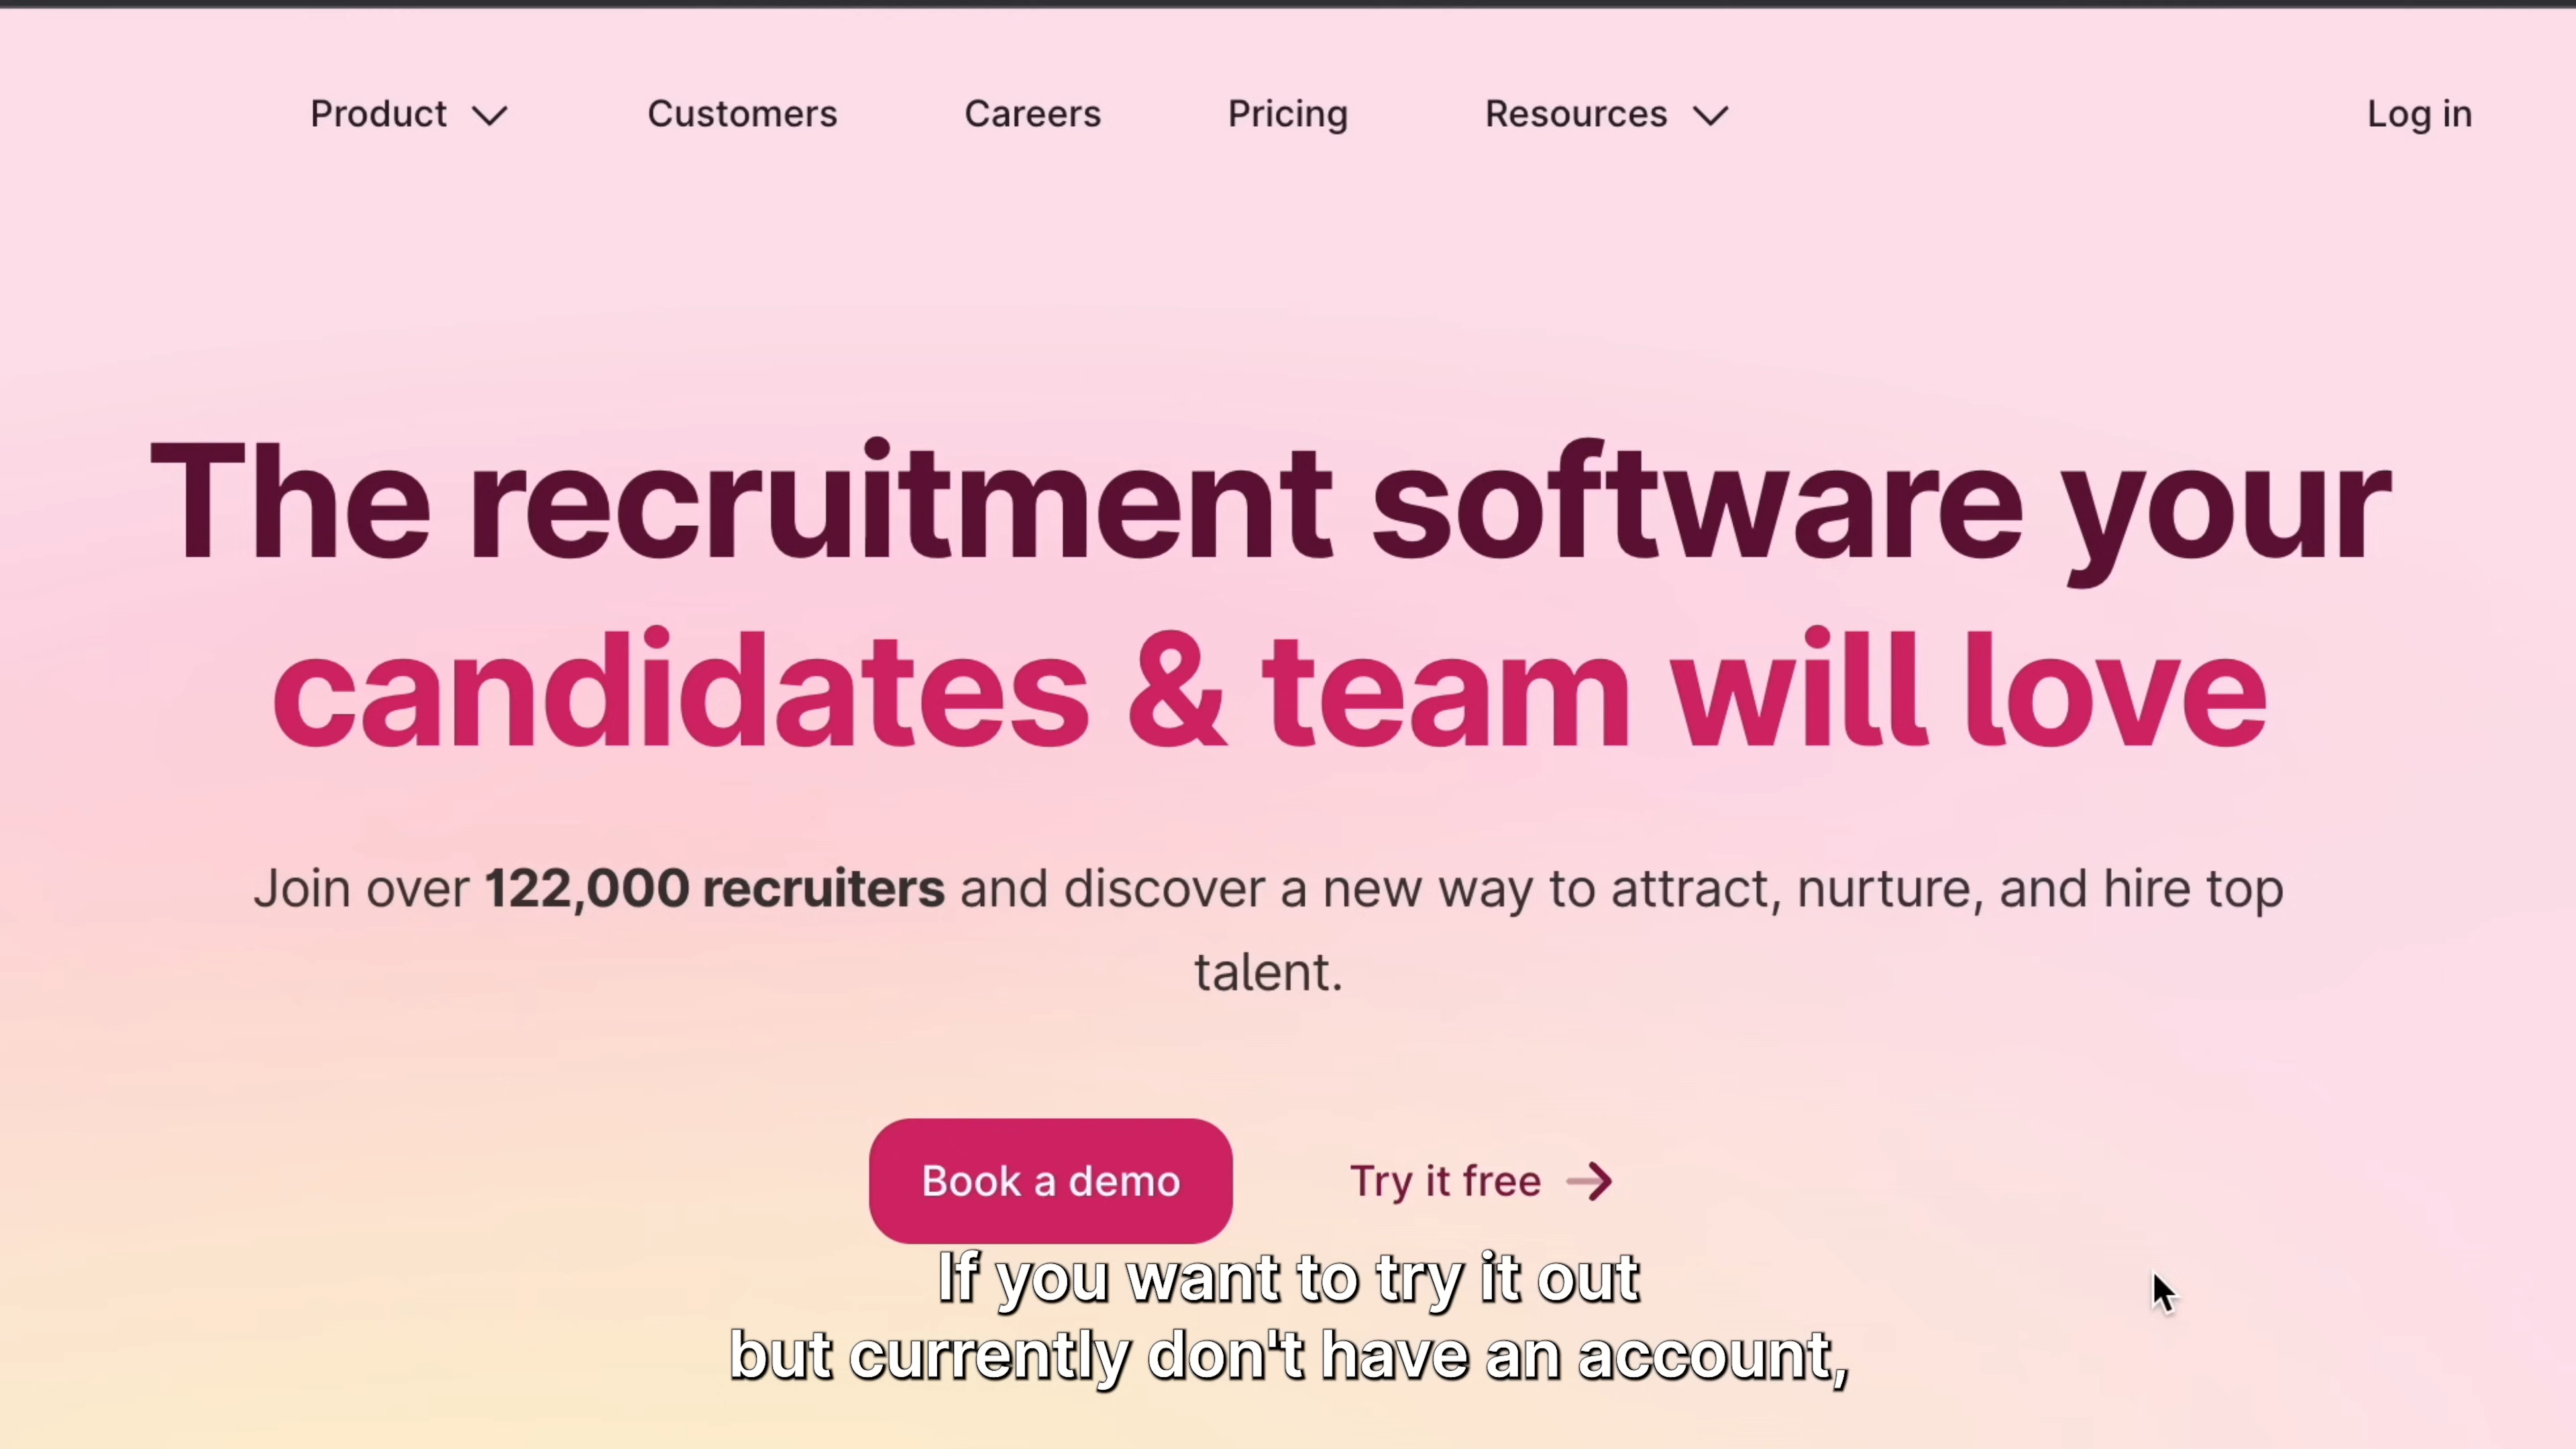 Product
Customers
Careers
Pricing
Resources
Log in
The recruitment software your
candidates & team will love
Join over 122,000 recruiters and discover a new way to attract, nurture, and hire top
talent.
Book a demo
Try it free
If you want to try it out
but currently don't have an account,